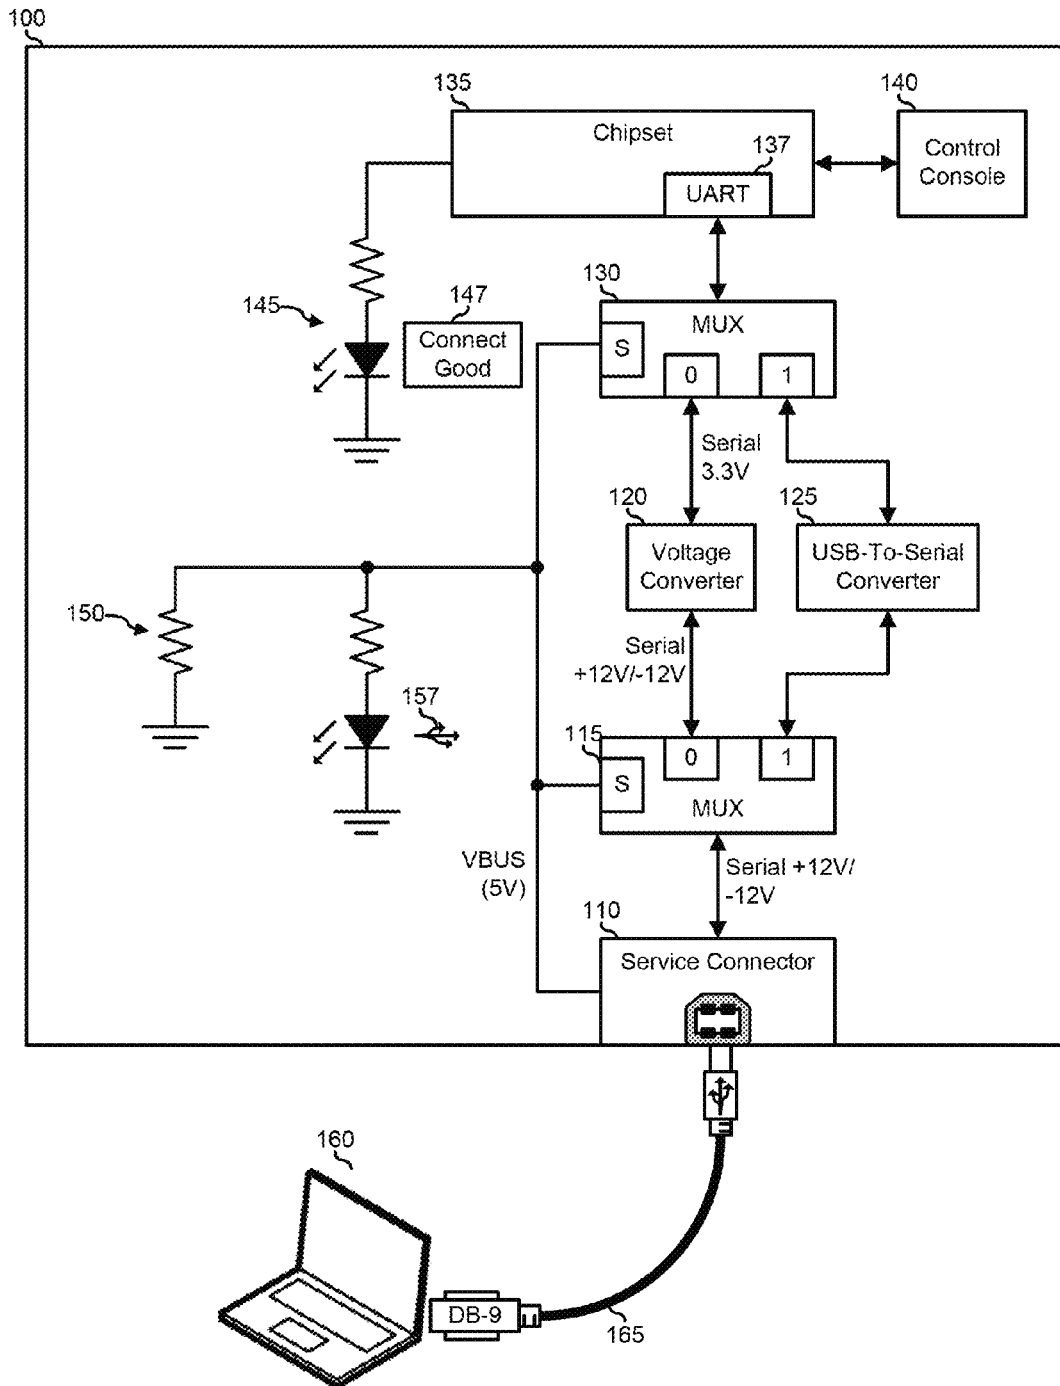 100
135
140
Chipset
137
Control
Console
UART
130
147
145
MUX
Connect
Good
S
0
1
Serial
3.3V
120
125
Voltage
Converter
USB-To-Serial
Converter
150
Serial
+12V/-12V
157
115
0
1
S
MUX
VBUS
(5V)
Serial +12V/
-12V
110
Service Connector
160
DB-9
165